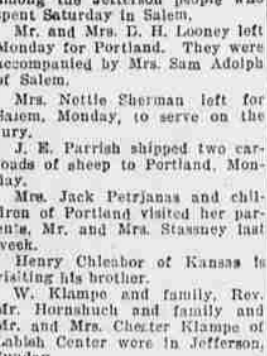 among the Jefferson people who
spent Saturday in Salem.
Mr. and Mrs. D. H. Looney left
Monday for Portland. They were
accompanied by Mrs. Sam Adolph
of Salem.
Mrs. Nettie Sherman left for
Salem, Monday, to serve on the
jury.
J. E. Parrish shipped two car-
loads of sheep to Portland, Mon-
day.
Mrs. Jack Petrjanas and chil-
dren of Portland visited her par-
ents, Mr. and Mrs. Stassney last
week.
Henry Chlenbor of Kansas is
visiting his brother.
W. Klampe and family, Rev.
Mr. Hornshuch and family and
Mr. and Mrs. Chester Klampe of
Labish Center were in Jefferson,
Sunday.